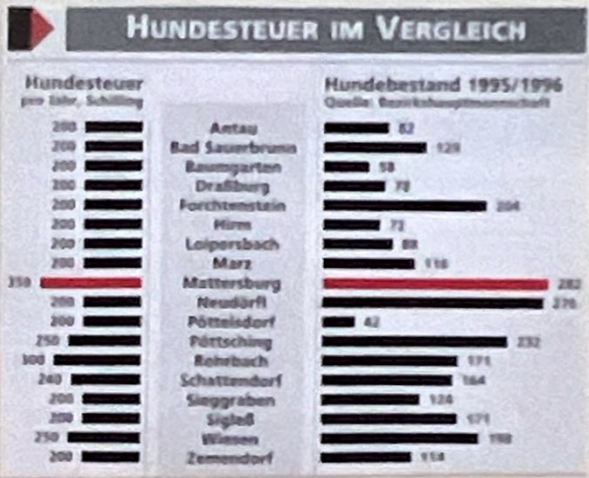 HUNDESTEUER IM VERGLEICH
Hundesteuer Hundebestand 1995/1996
pro Jahr, Schilling Quelle: Bezirkshauptmannschaft
200 Antau 82
200 Bad Sauerbrunn 129
200 Baumgarten 58
200 Draßburg 78
200 Forchtenstein 204
200 Hirm 72
200 Loipersbach 88
200 Marz 116
350 Mattersburg 282
200 Neudörfl 276
200 Pöttelsdorf 42
250 Pöttsching 232
300 Rohrbach 171
240 Schattendorf 164
200 Sieggraben 124
200 Sigleß 171
250 Wiesen 198
200 Zemendorf 114